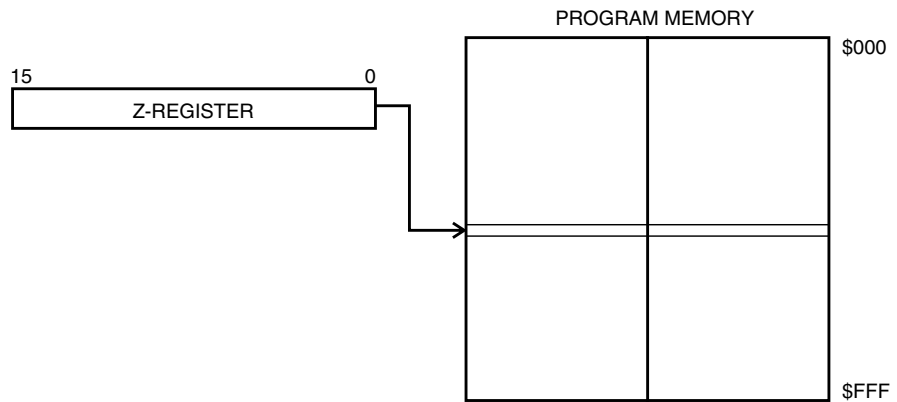 PROGRAM MEMORY
$000
15 0
Z-REGISTER
$FFF